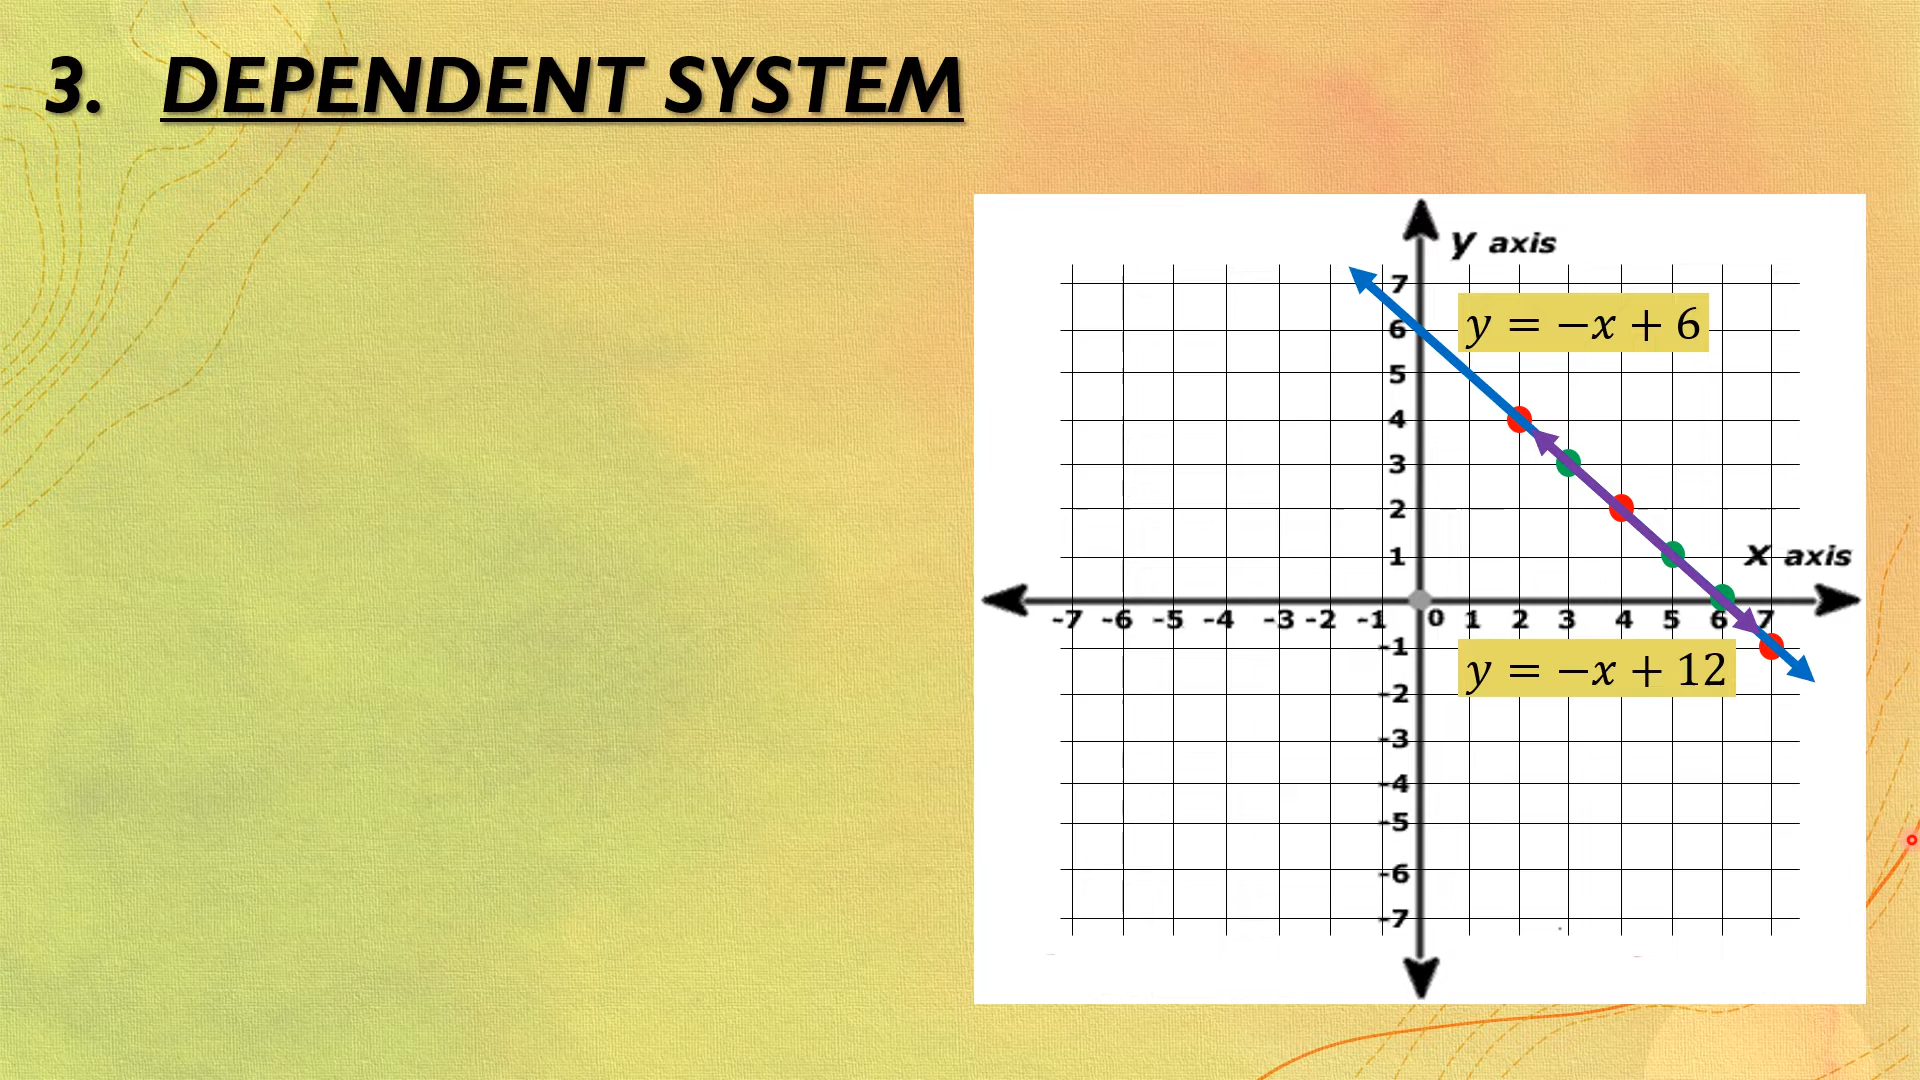 3. DEPENDENT SYSTEM
y axis
7
y = −x + 6
6
5
4
3
2
1
x axis
-7 -6 -5 -4 -3 -2 -1 0 1 2 3 4 5 6 7
-1
y = −x + 12
-2
-3
-4
-5
-6
-7